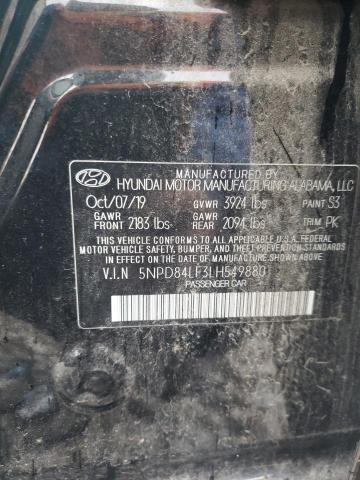 MANUFACTURED BY
HYUNDAI MOTOR MANUFACTURING ALABAMA, LLC
Oct/07/19 GVWR 3924 lbs PAINT S3
GAWR FRONT 2183 lbs GAWR REAR 2094 lbs TRIM PK
THIS VEHICLE CONFORMS TO ALL APPLICABLE U.S.A. FEDERAL
MOTOR VEHICLE SAFETY, BUMPER, AND THEFT PREVENTION STANDARDS
IN EFFECT ON THE DATE OF MANUFACTURE SHOWN ABOVE.
V.I.N 5NPD84LF3LH549880
PASSENGER CAR